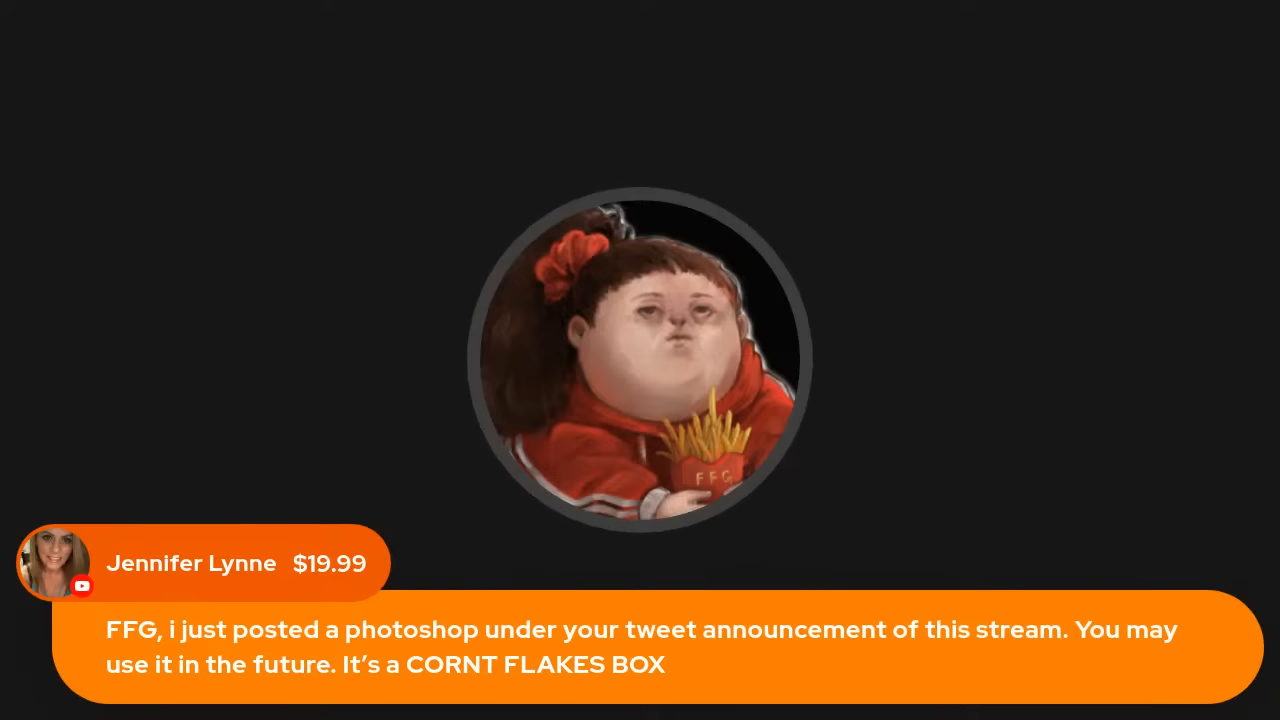 FFG
Jennifer Lynne $19.99
FFG, i just posted a photoshop under your tweet announcement of this stream. You may
use it in the future. It’s a CORNT FLAKES BOX